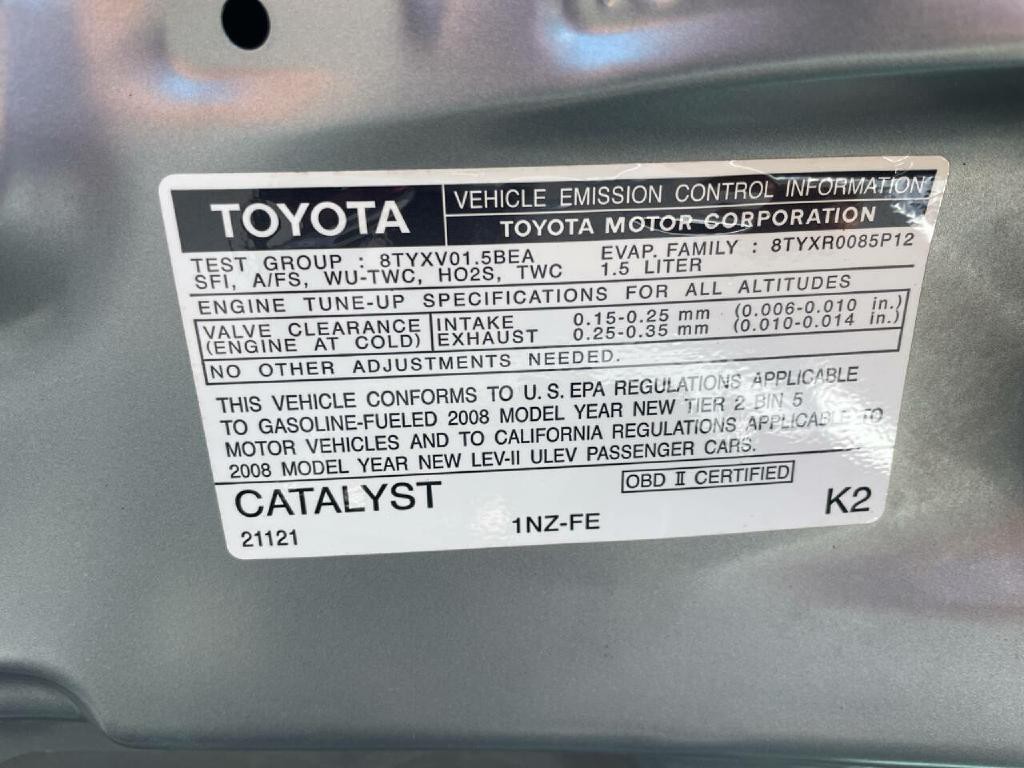 TOYOTA
VEHICLE EMISSION CONTROL INFORMATION
TOYOTA MOTOR CORPORATION
TEST GROUP : 8TYXV01.5BEA EVAP. FAMILY : 8TYXR0085P12
SFI, A/FS, WU-TWC, HO2S, TWC 1.5 LITER
ENGINE TUNE-UP SPECIFICATIONS FOR ALL ALTITUDES
VALVE CLEARANCE INTAKE 0.15-0.25 mm (0.006-0.010 in.)
(ENGINE AT COLD) EXHAUST 0.25-0.35 mm (0.010-0.014 in.)
NO OTHER ADJUSTMENTS NEEDED.
THIS VEHICLE CONFORMS TO U.S. EPA REGULATIONS APPLICABLE
TO GASOLINE-FUELED 2008 MODEL YEAR NEW TIER 2 BIN 5
MOTOR VEHICLES AND TO CALIFORNIA REGULATIONS APPLICABLE TO
2008 MODEL YEAR NEW LEV-II ULEV PASSENGER CARS.
CATALYST OBD II CERTIFIED
21121 1NZ-FE K2